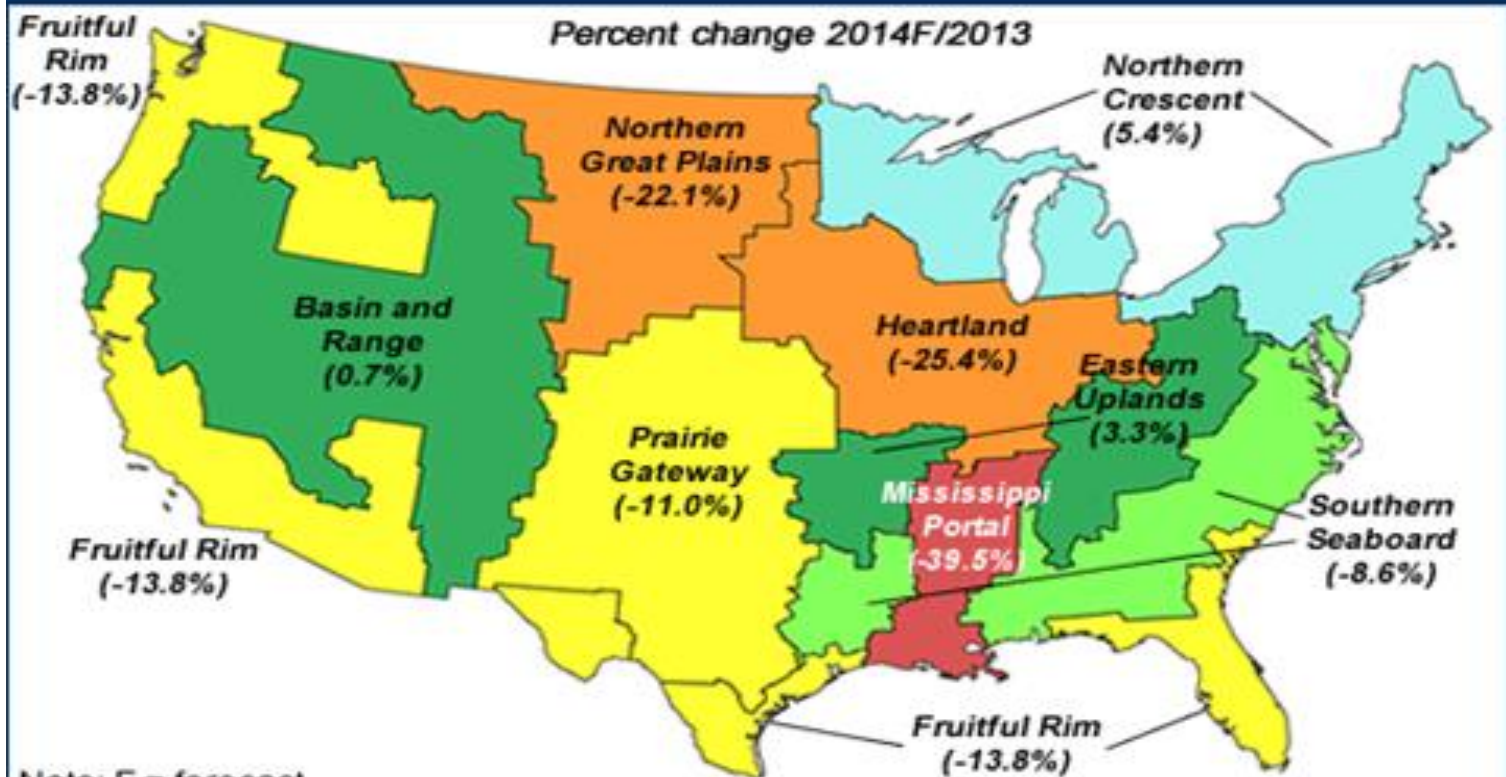 Percent change 2014F/2013
Fruitful
Rim
(-13.8%)
Northern
Crescent
(5.4%)
Northern
Great Plains
(-22.1%)
Basin and
Range
(0.7%)
Heartland
(-25.4%)
Eastern
Uplands
(3.3%)
Prairie
Gateway
(-11.0%)
Mississippi
Portal
(-39.5%)
Southern
Seaboard
(-8.6%)
Fruitful Rim
(-13.8%)
Fruitful Rim
(-13.8%)
Note: F = forecast